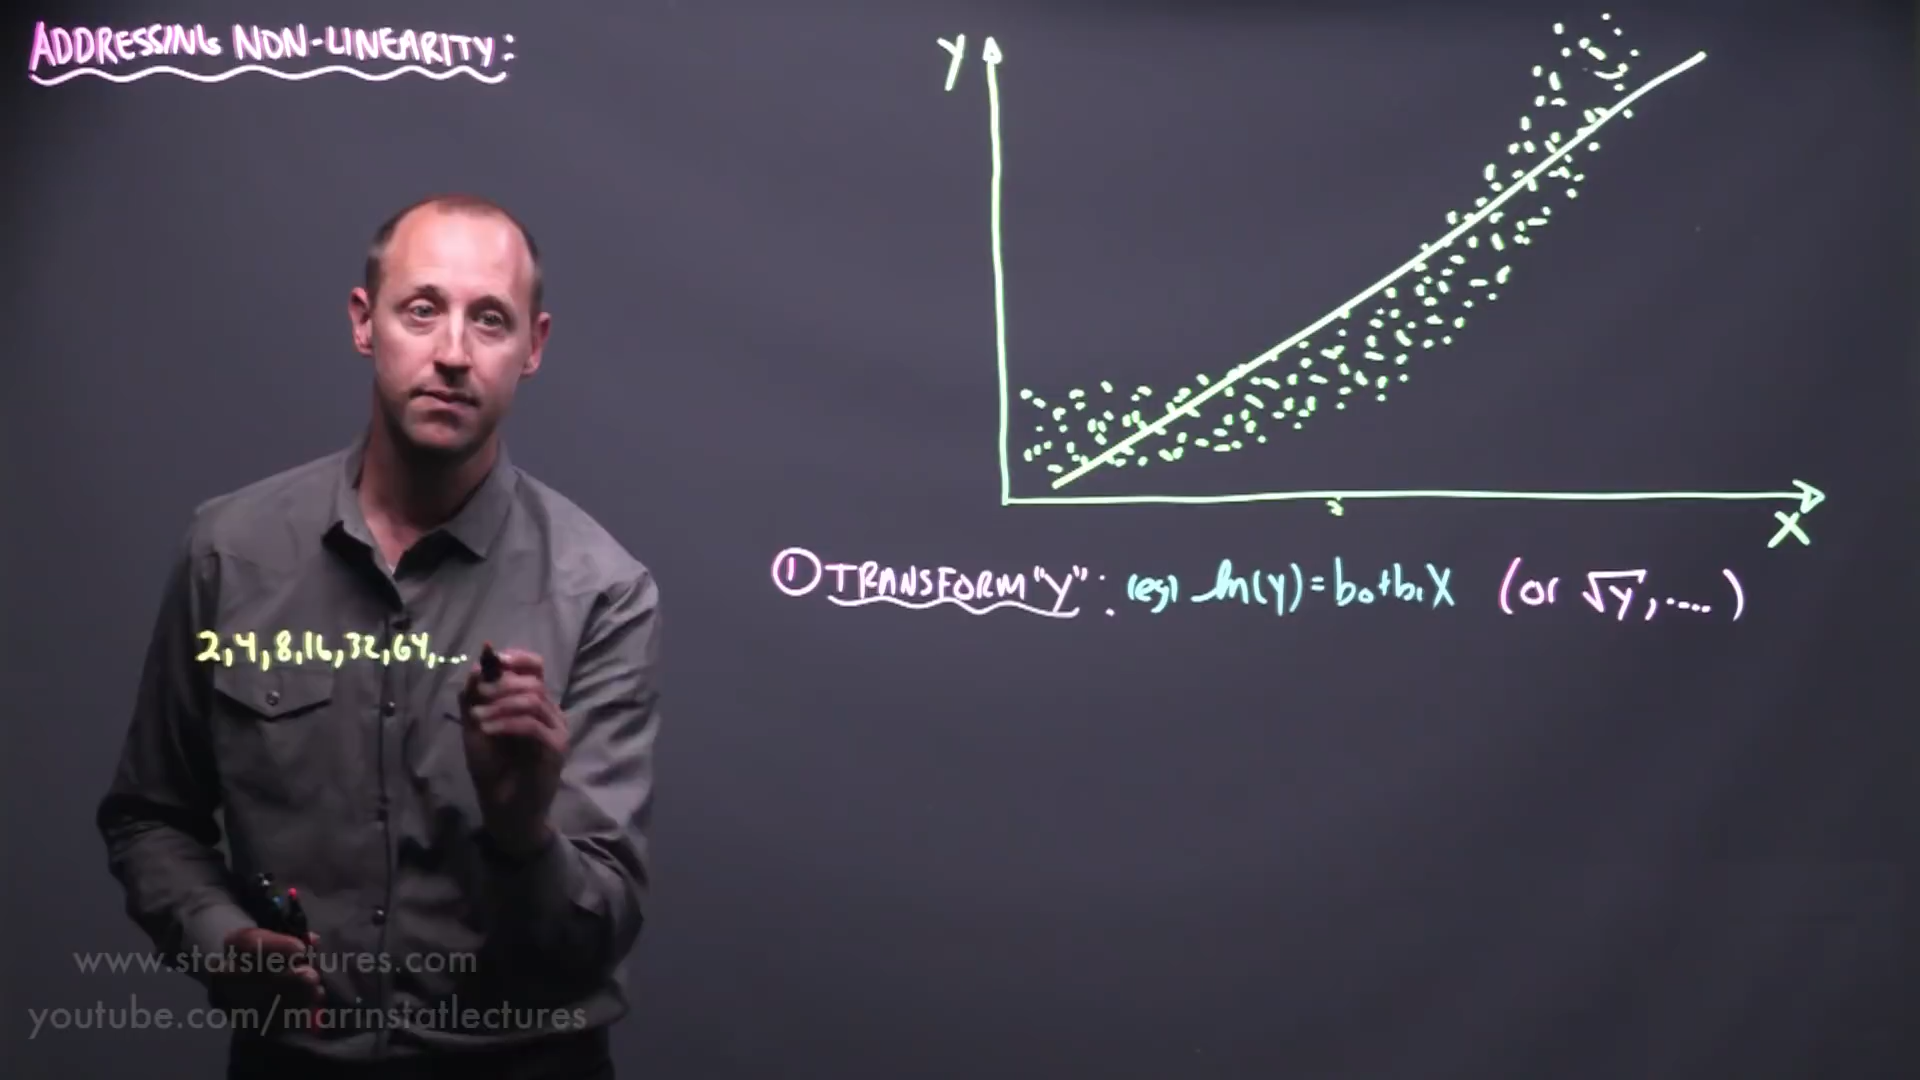 ADDRESSING NON-LINEARITY:
Y
X
① TRANSFORM "Y": (eg) ln(y) = b₀+b₁X (or √y, ....)
2,4,8,16,32,64,...
www.statslectures.com
youtube.com/marinstatlectures